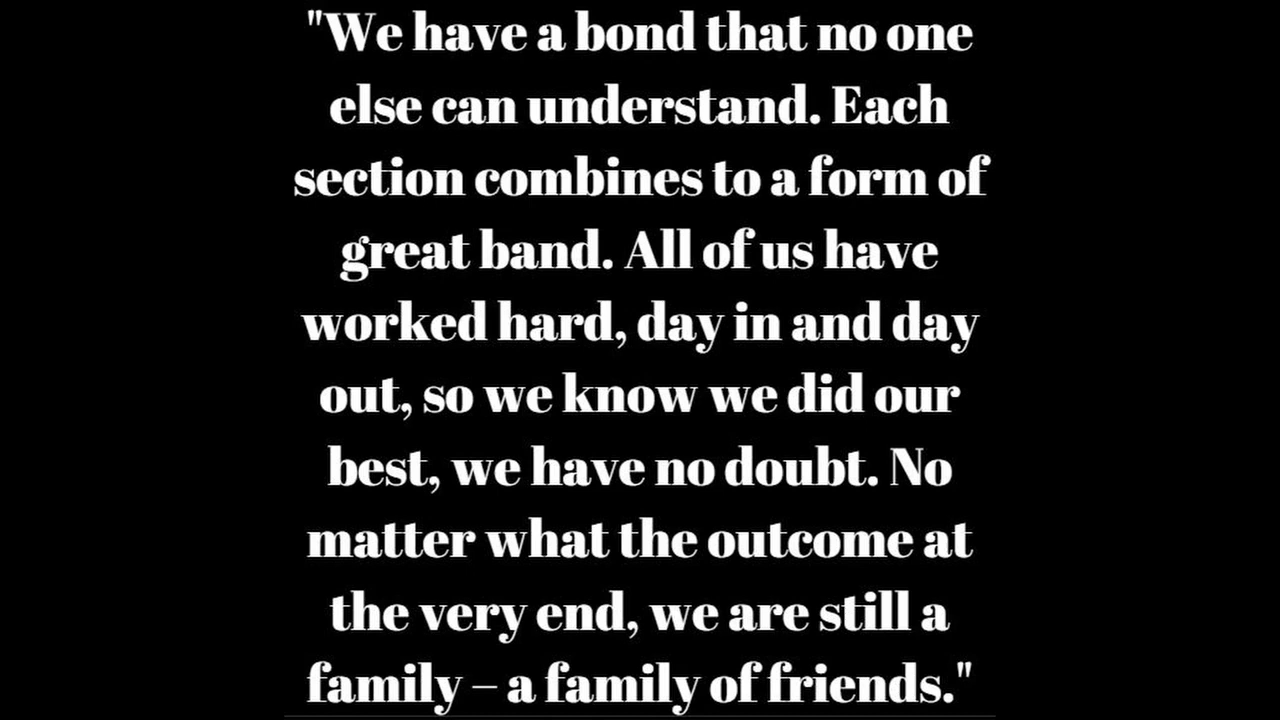 "We have a bond that no one
else can understand. Each
section combines to a form of
great band. All of us have
worked hard, day in and day
out, so we know we did our
best, we have no doubt. No
matter what the outcome at
the very end, we are still a
family – a family of friends."